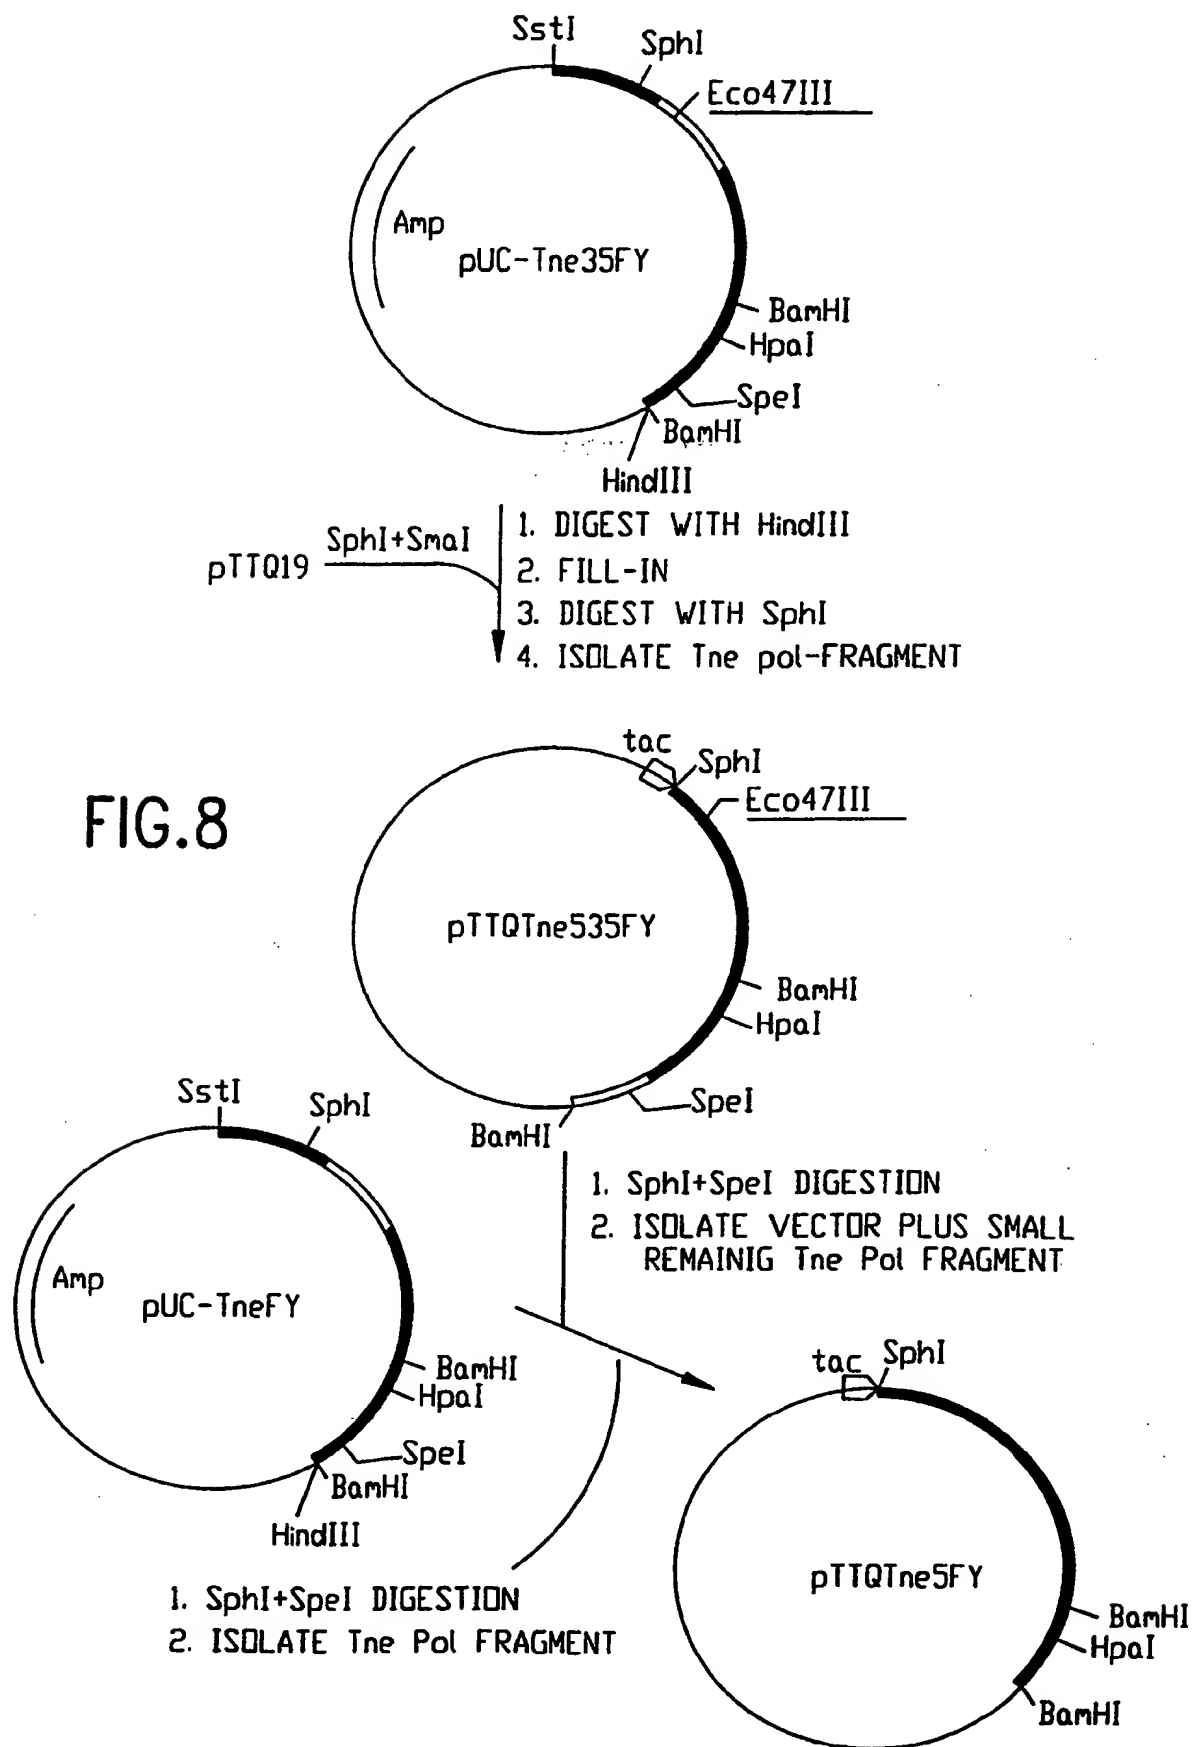 SstI
SphI
Eco47III
Amp
pUC-Tne35FY
BamHI
HpaI
SpeI
BamHI
HindIII
pTTQ19
SphI+SmaI
1. DIGEST WITH HindIII
2. FILL-IN
3. DIGEST WITH SphI
4. ISOLATE Tne pol-FRAGMENT
FIG.8
tac
SphI
Eco47III
pTTQTne535FY
BamHI
HpaI
SpeI
BamHI
1. SphI+SpeI DIGESTION
2. ISOLATE VECTOR PLUS SMALL
REMAINIG Tne Pol FRAGMENT
SstI
SphI
Amp
pUC-TneFY
BamHI
HpaI
SpeI
BamHI
HindIII
1. SphI+SpeI DIGESTION
2. ISOLATE Tne Pol FRAGMENT
tac
SphI
pTTQTne5FY
BamHI
HpaI
BamHI